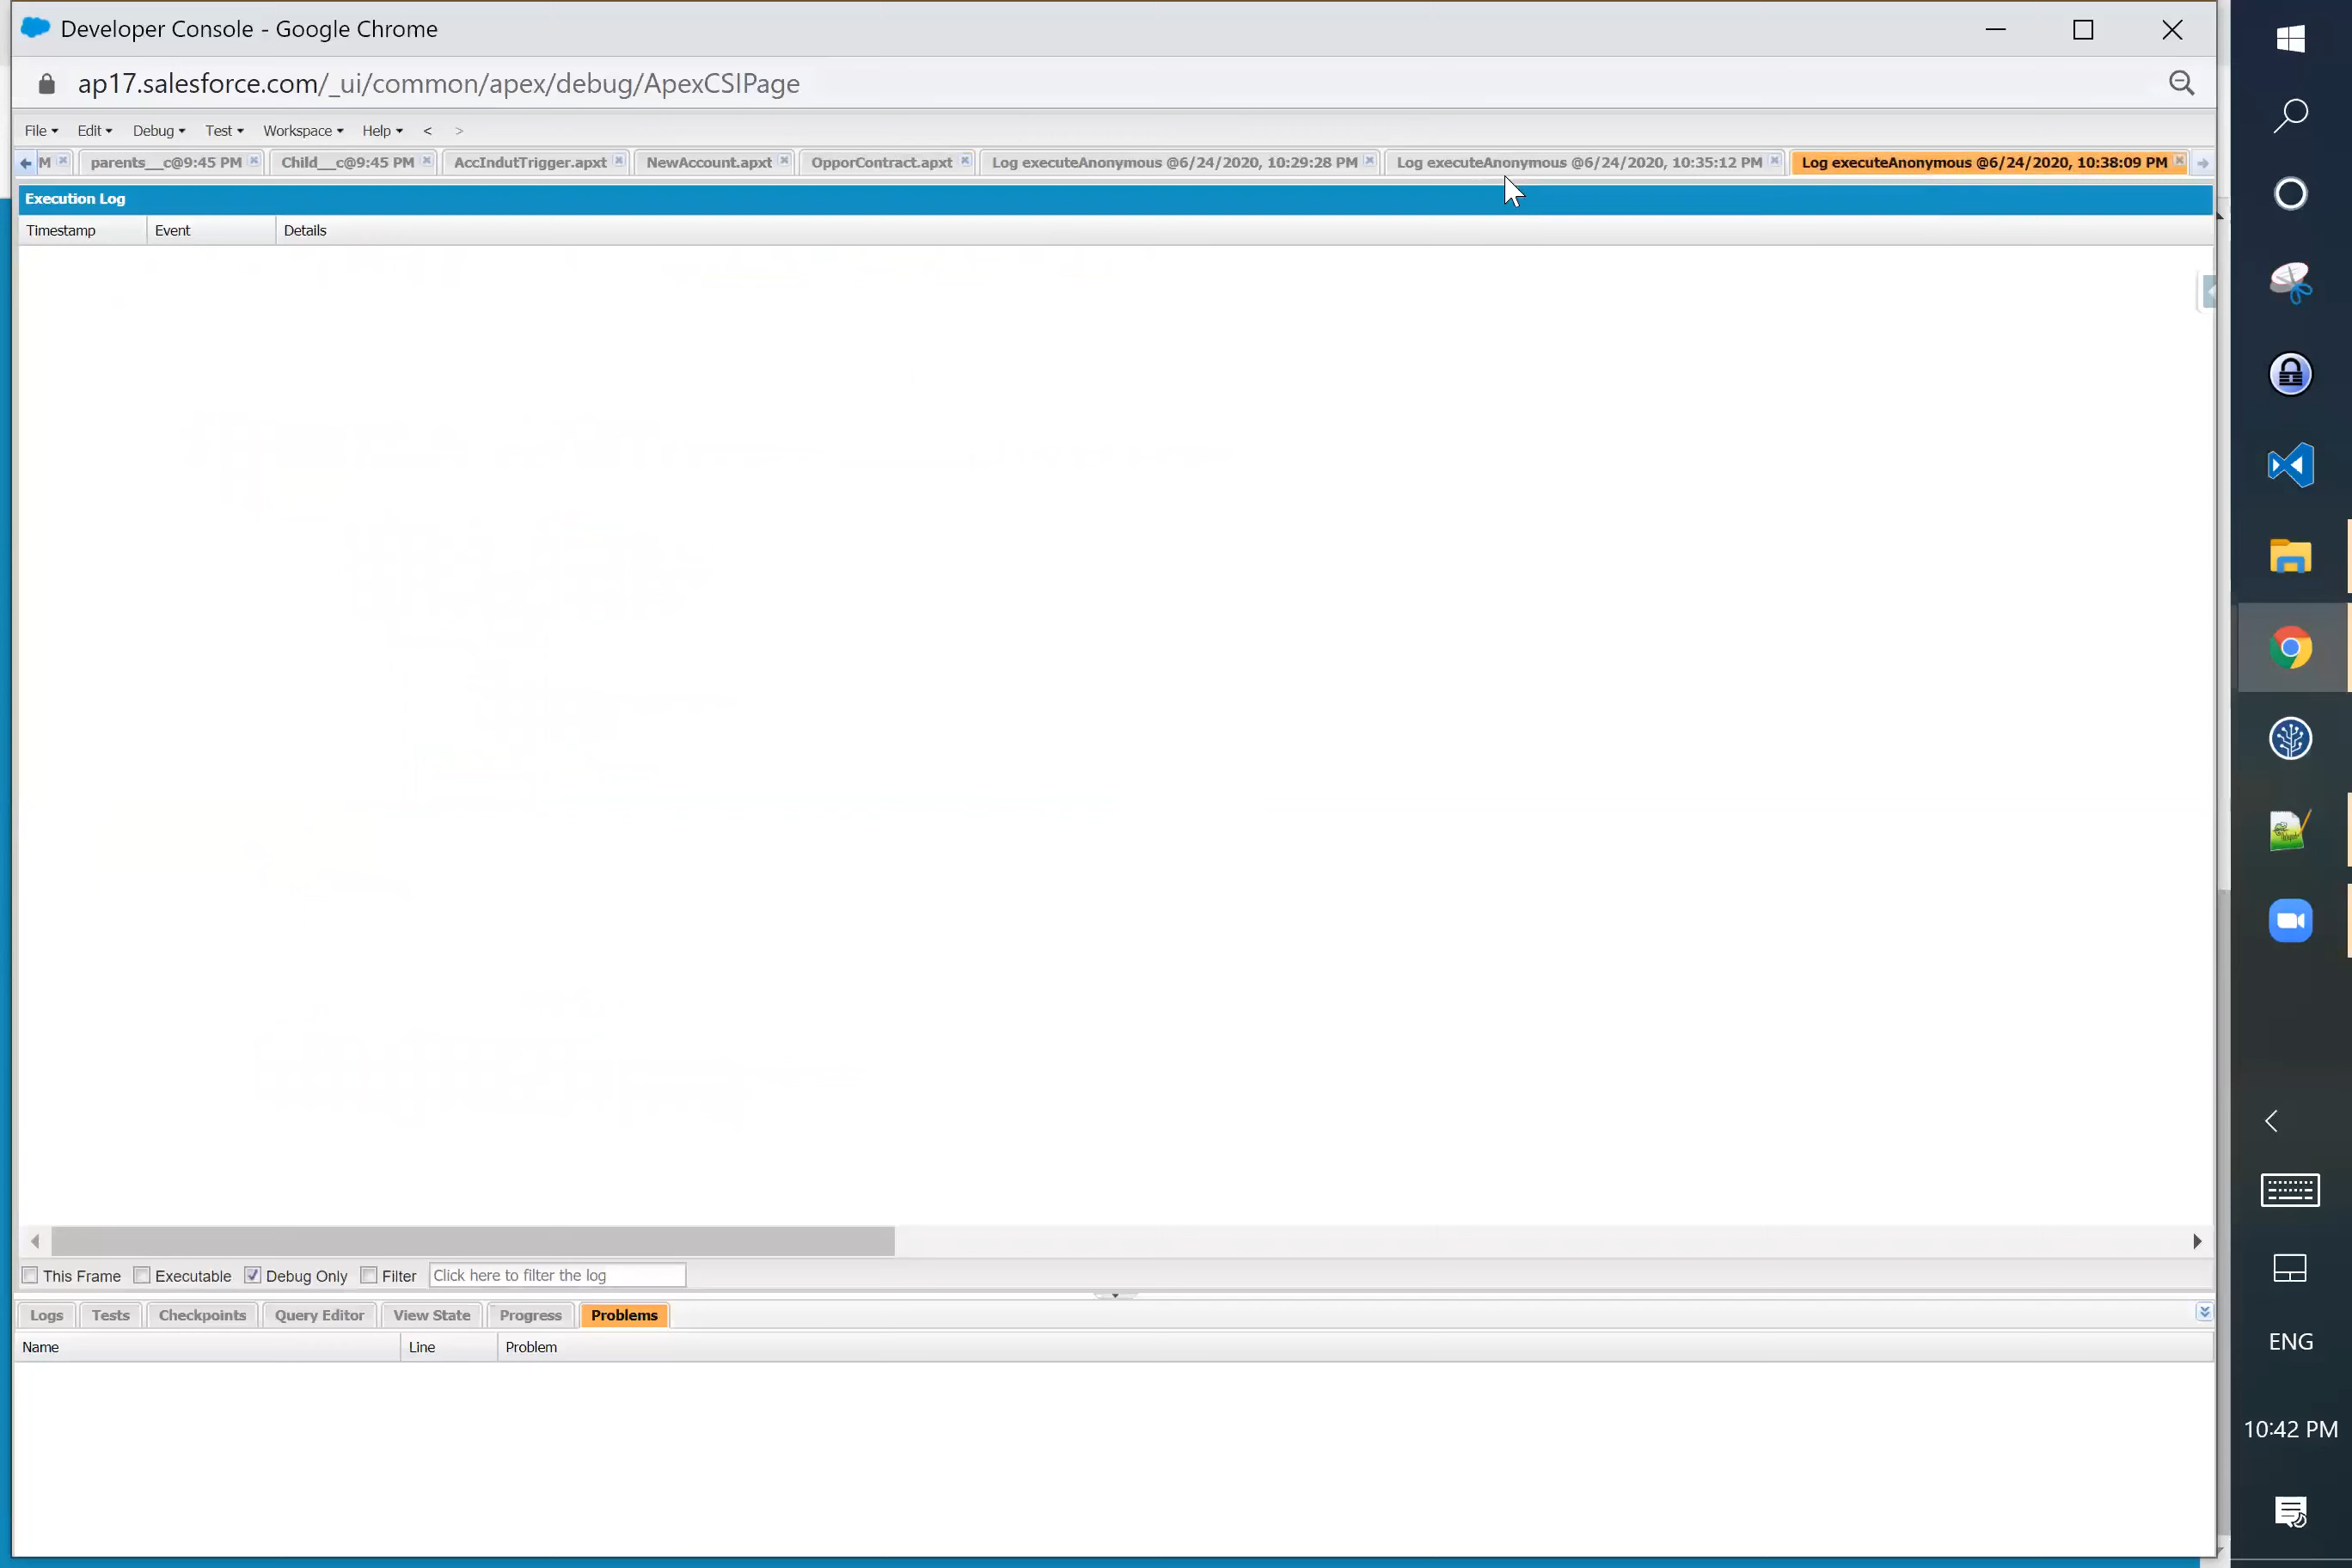 Developer Console - Google Chrome
ap17.salesforce.com/_ui/common/apex/debug/ApexCSIPage
File Edit Debug Test Workspace Help < >
M parents__c@9:45 PM Child__c@9:45 PM AccIndutTrigger.apxt NewAccount.apxt OpporContract.apxt Log executeAnonymous @6/24/2020, 10:29:28 PM Log executeAnonymous @6/24/2020, 10:35:12 PM Log executeAnonymous @6/24/2020, 10:38:09 PM
Execution Log
Timestamp Event Details
This Frame Executable Debug Only Filter Click here to filter the log
Logs Tests Checkpoints Query Editor View State Progress Problems
Name Line Problem
ENG
10:42 PM